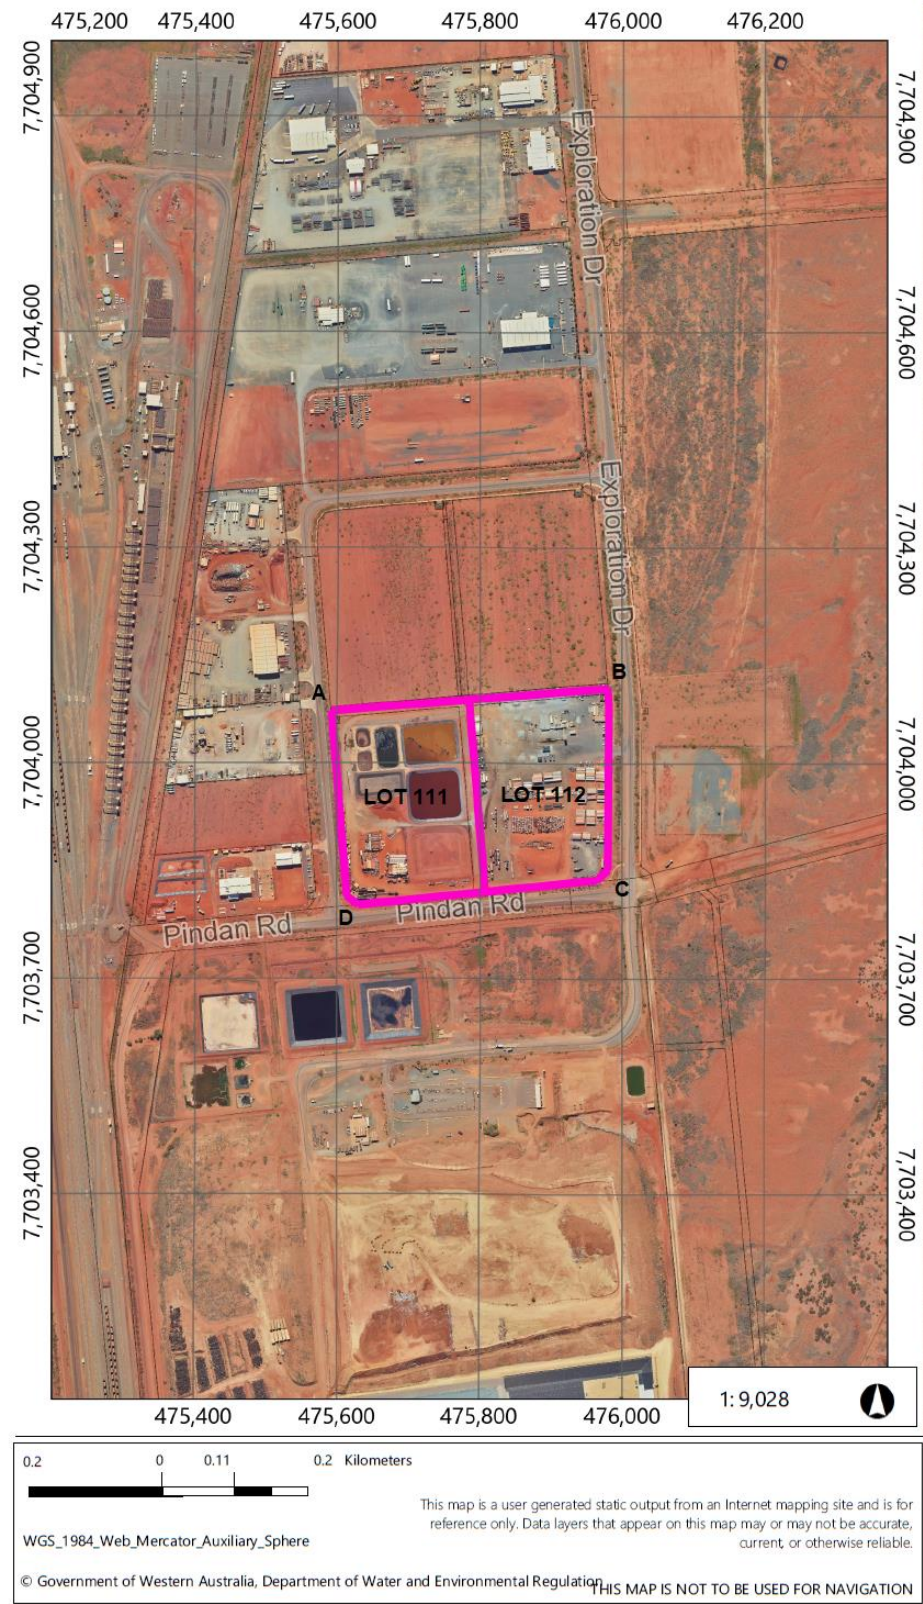 475,200 475,400 475,600 475,800 476,000 476,200
7,704,900
7,704,900
Exploration Dr
7,704,600
7,704,600
Exploration Dr
7,704,300
7,704,300
A
B
7,704,000
7,704,000
LOT 111
LOT 112
C
D
Pindan Rd
Pindan Rd
7,703,700
7,703,700
7,703,400
7,703,400
475,400 475,600 475,800 476,000
1: 9,028
0.2 0 0.11 0.2 Kilometers
This map is a user generated static output from an Internet mapping site and is for
reference only. Data layers that appear on this map may or may not be accurate,
current, or otherwise reliable.
WGS_1984_Web_Mercator_Auxiliary_Sphere
© Government of Western Australia, Department of Water and Environmental Regulation
THIS MAP IS NOT TO BE USED FOR NAVIGATION